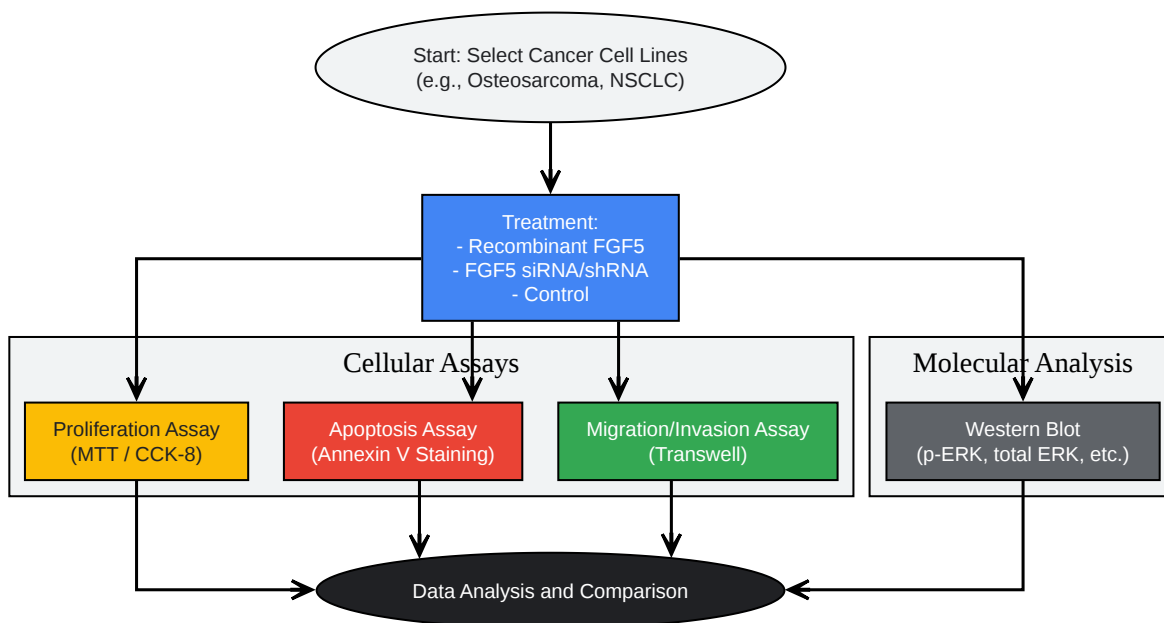 Start: Select Cancer Cell Lines
(e.g., Osteosarcoma, NSCLC)
Treatment:
- Recombinant FGF5
- FGF5 siRNA/shRNA
- Control
Cellular Assays
Molecular Analysis
Proliferation Assay
(MTT / CCK-8)
Apoptosis Assay
(Annexin V Staining)
Migration/Invasion Assay
(Transwell)
Western Blot
(p-ERK, total ERK, etc.)
Data Analysis and Comparison